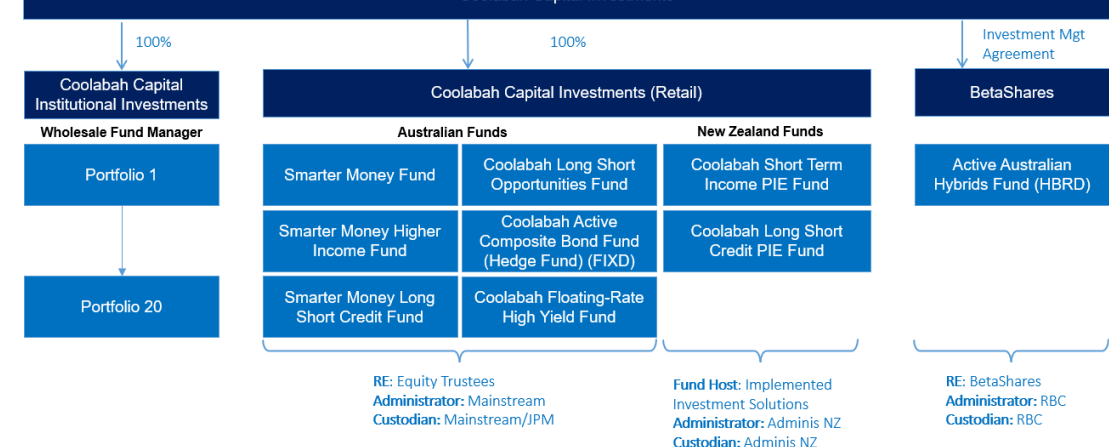 100%
100%
Investment Mgt
Agreement
Coolabah Capital
Institutional Investments
Coolabah Capital Investments (Retail)
BetaShares
Wholesale Fund Manager
Australian Funds
New Zealand Funds
Portfolio 1
Smarter Money Fund
Coolabah Long Short
Opportunities Fund
Coolabah Short Term
Income PIE Fund
Active Australian
Hybrids Fund (HBRD)
Smarter Money Higher
Income Fund
Coolabah Active
Composite Bond Fund
(Hedge Fund) (FIXD)
Coolabah Long Short
Credit PIE Fund
Portfolio 20
Smarter Money Long
Short Credit Fund
Coolabah Floating-Rate
High Yield Fund
RE: Equity Trustees
Administrator: Mainstream
Custodian: Mainstream/JPM
Fund Host: Implemented
Investment Solutions
Administrator: Adminis NZ
Custodian: Adminis NZ
RE: BetaShares
Administrator: RBC
Custodian: RBC